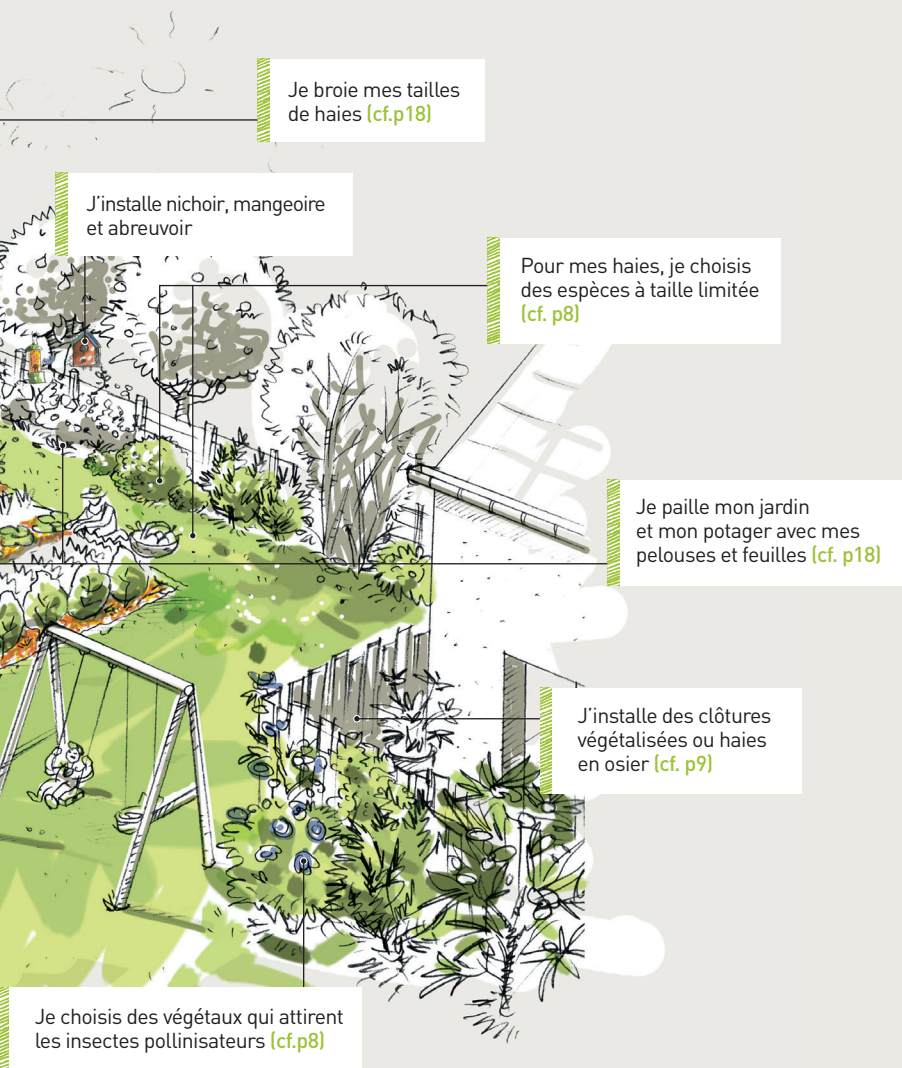 Je broie mes tailles
de haies (cf.p18)
J'installe nichoir, mangeoire
et abreuvoir
Pour mes haies, je choisis
des espèces à taille limitée
(cf. p8)
Je paille mon jardin
et mon potager avec mes
pelouses et feuilles (cf. p18)
J'installe des clôtures
végétalisées ou haies
en osier (cf. p9)
Je choisis des végétaux qui attirent
les insectes pollinisateurs (cf.p8)